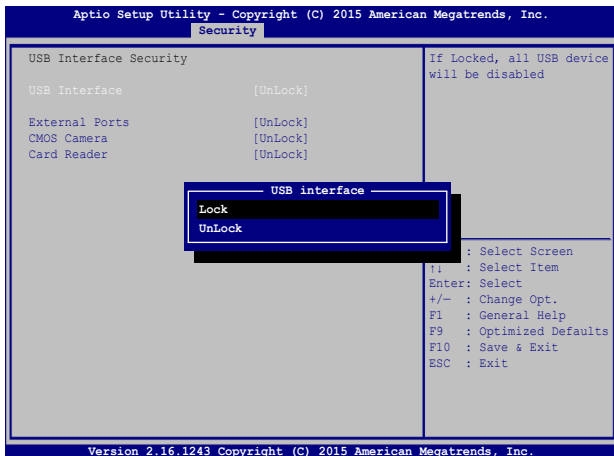 Aptio Setup Utility - Copyright (C) 2015 American Megatrends, Inc.
Security
USB Interface Security
USB Interface [UnLock]
External Ports [UnLock]
CMOS Camera [UnLock]
Card Reader [UnLock]
If Locked, all USB device
will be disabled
USB interface
Lock
UnLock
: Select Screen
↑↓ : Select Item
Enter: Select
+/— : Change Opt.
F1 : General Help
F9 : Optimized Defaults
F10 : Save & Exit
ESC : Exit
Version 2.16.1243 Copyright (C) 2015 American Megatrends, Inc.